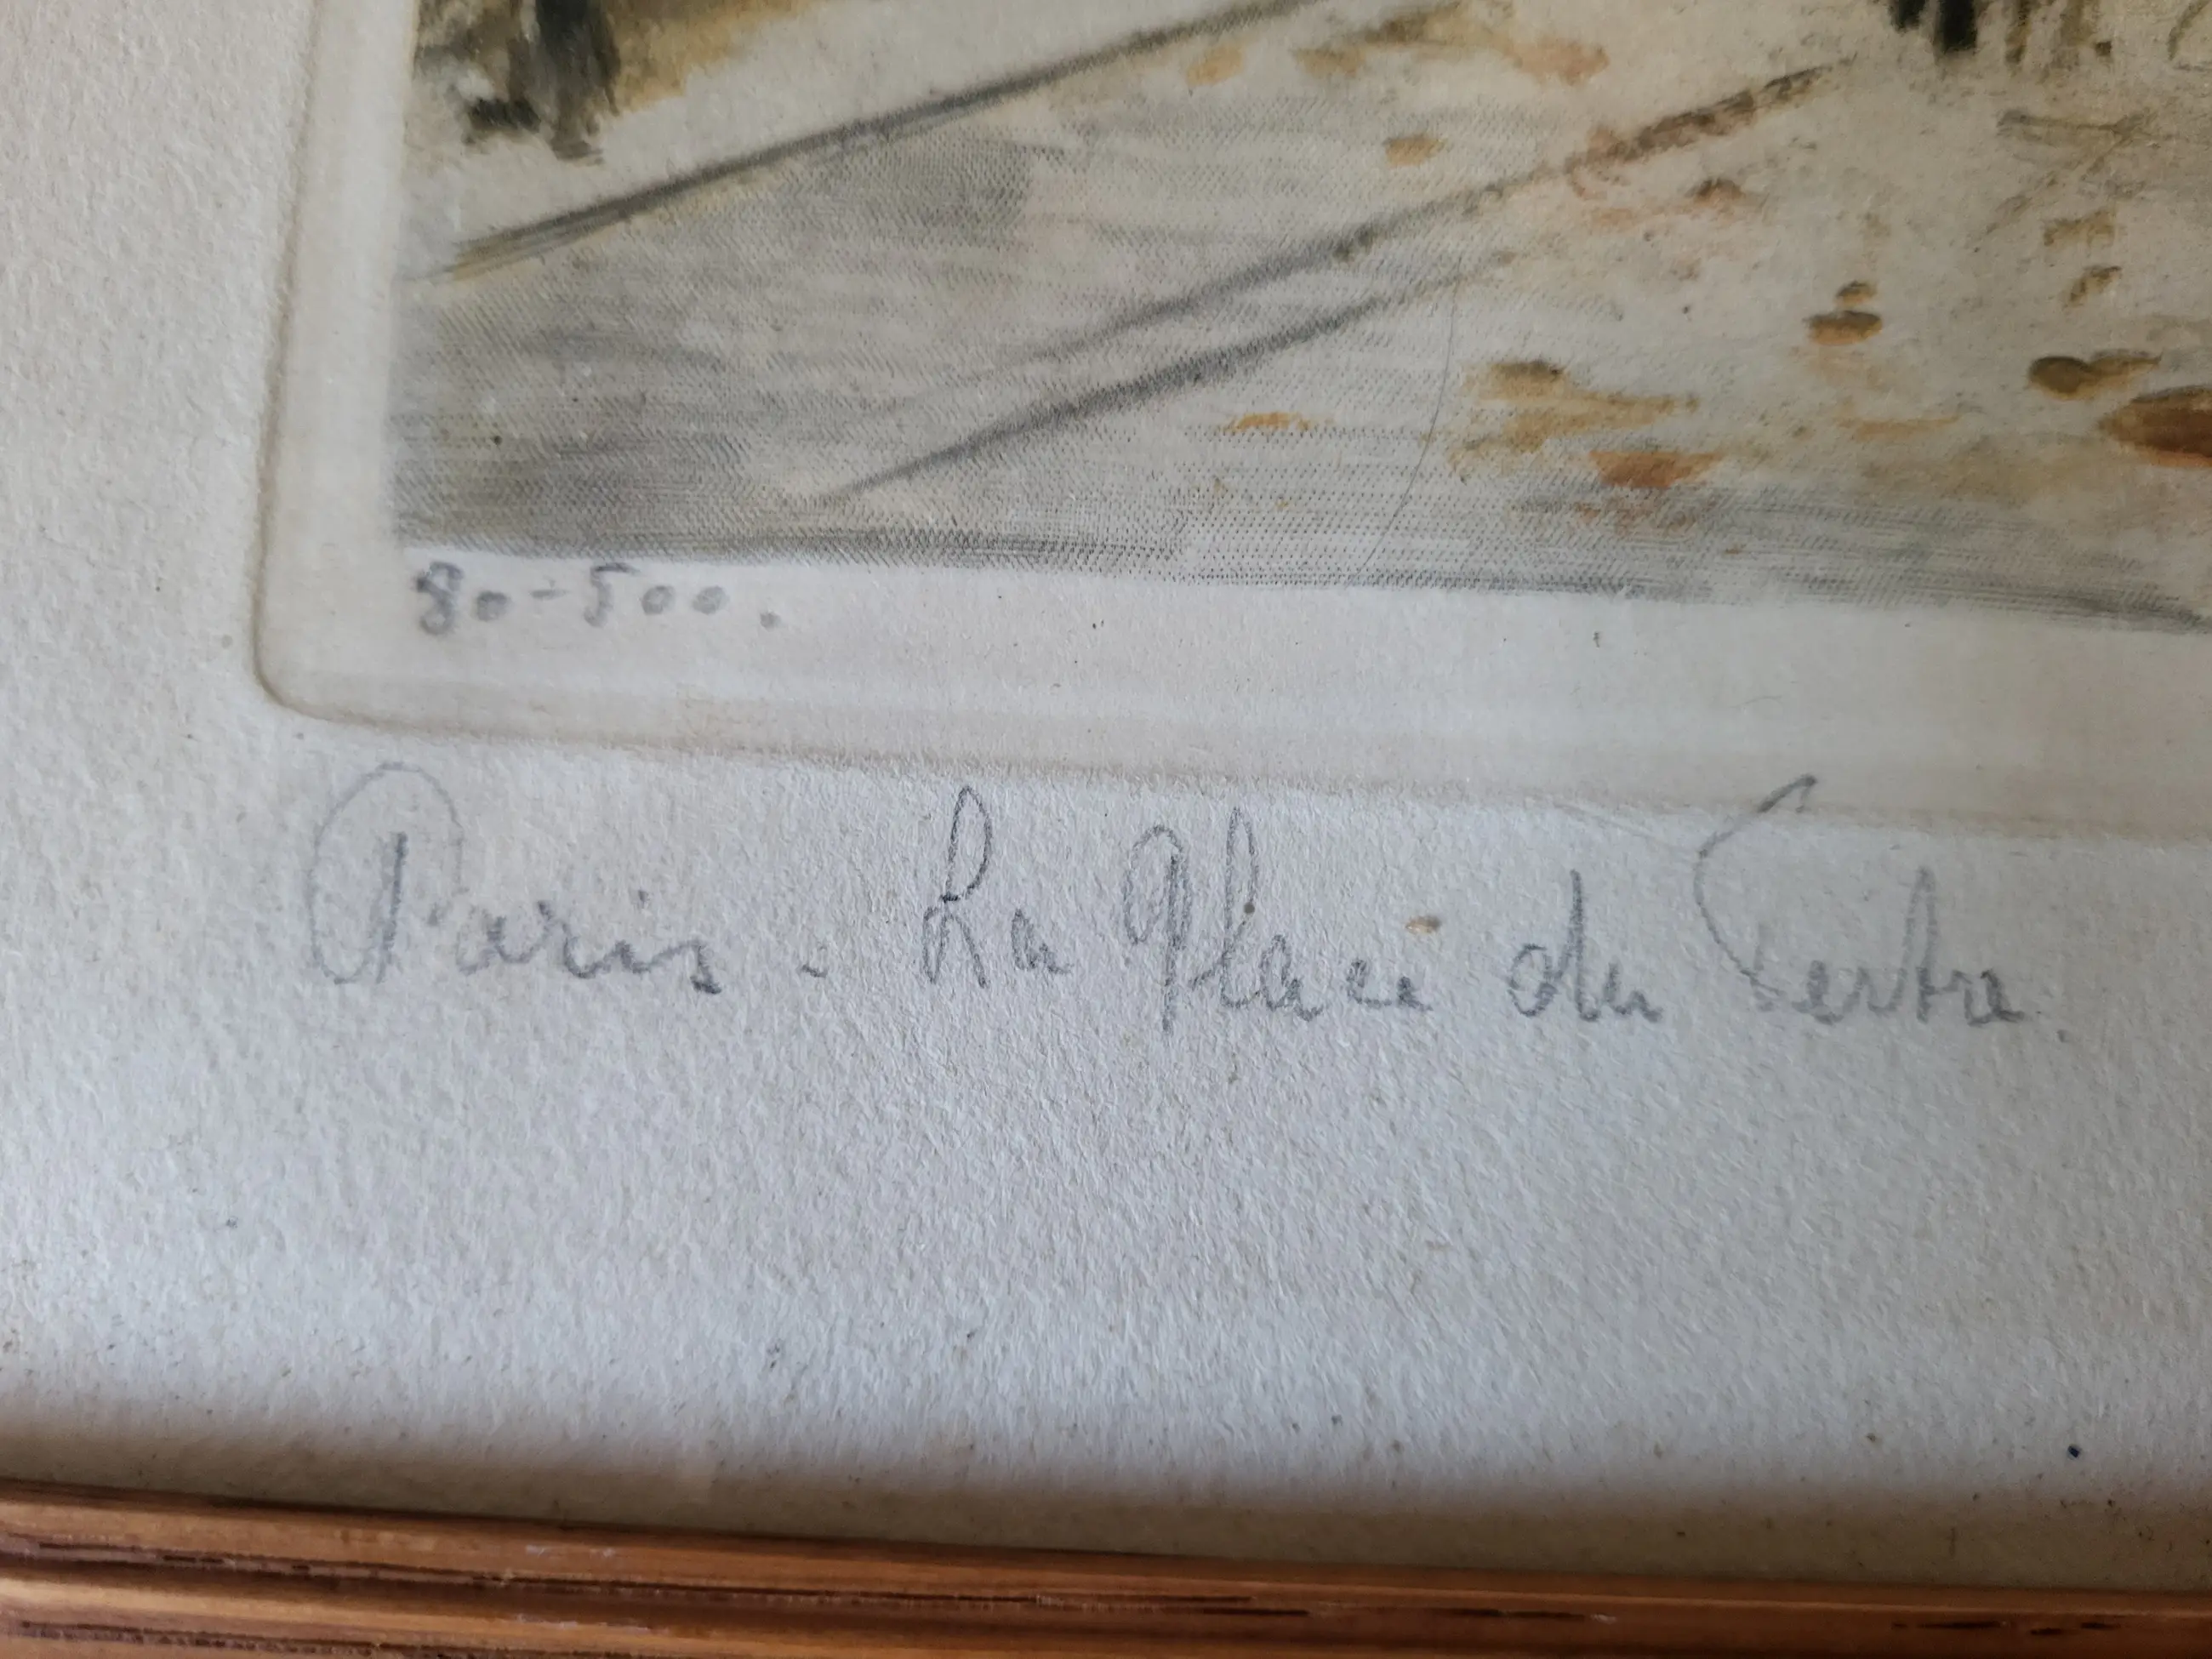 80-500.
Paris. La Place du Tertre.